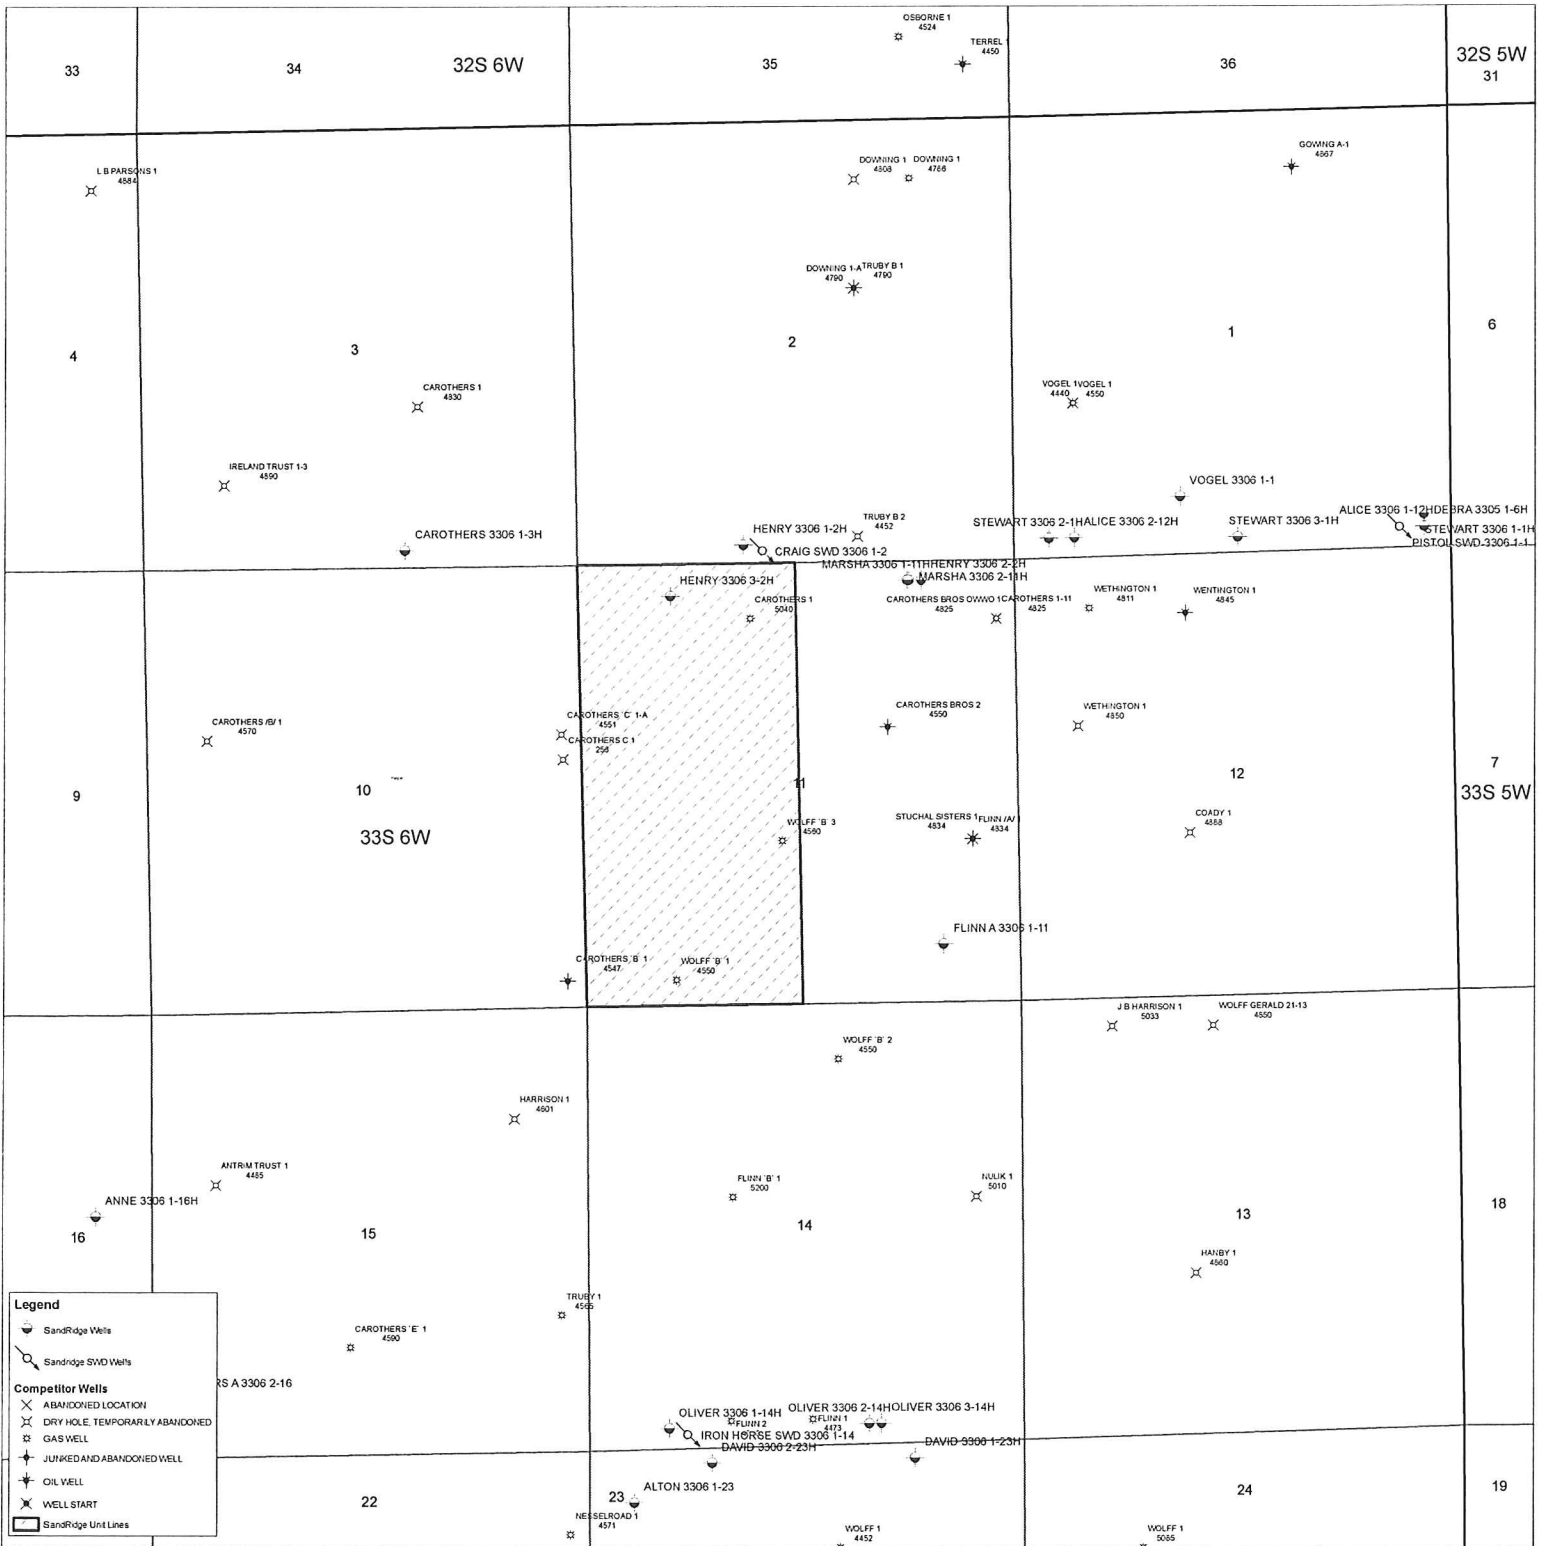 OSBORNE 1
4524
TERREL 1
4450
33
34
32S 6W
35
36
32S 5W
31
L B PARSONS 1
4884
DOWNING 1
4808
DOWNING 1
4786
GOWING A-1
4867
DOWNING 1-A
4790
TRUBY B 1
4790
4
3
2
1
6
CAROTHERS 1
4830
VOGEL 1
4440
VOGEL 1
4550
IRELAND TRUST 1-3
4890
VOGEL 3306 1-1
CAROTHERS 3306 1-3H
HENRY 3306 1-2H
TRUBY B 2
4452
STEWART 3306 2-1H
ALICE 3306 2-12H
STEWART 3306 3-1H
ALICE 3306 1-12H
DEBRA 3305 1-6H
STEWART 3306 1-1H
PISTOL SWD 3306 1-1
CRAIG SWD 3306 1-2
MARSHA 3306 1-11H
HENRY 3306 2-2H
MARSHA 3306 2-11H
HENRY 3306 3-2H
CAROTHERS 1
5040
CAROTHERS BROS OWWO 1
4825
CAROTHERS 1-11
4825
WETHINGTON 1
4811
WENTINGTON 1
4845
CAROTHERS /B/ 1
4570
CAROTHERS 'C' 1-A
4551
CAROTHERS C 1
258
CAROTHERS BROS 2
4550
WETHINGTON 1
4850
9
10
11
12
7
33S 5W
33S 6W
WOLFF 'B' 3
4560
STUCHAL SISTERS 1
4834
FLINN /A/ 1
4834
COADY 1
4888
FLINN A 3306 1-11
CAROTHERS 'B' 1
4547
WOLFF 'B' 1
4550
J B HARRISON 1
5033
WOLFF GERALD 21-13
4550
WOLFF 'B' 2
4550
HARRISON 1
4601
ANTRIM TRUST 1
4485
ANNE 3306 1-16H
FLINN 'B' 1
5200
NULIK 1
5010
16
15
14
13
18
HANBY 1
4860
TRUBY 1
4565
CAROTHERS 'E' 1
4590
RS A 3306 2-16
OLIVER 3306 1-14H
FLINN 2
OLIVER 3306 2-14H
FLINN 1
4473
OLIVER 3306 3-14H
IRON HORSE SWD 3306 1-14
DAVID 3306 2-23H
DAVID 3306 1-23H
ALTON 3306 1-23
22
23
24
19
NESSELROAD 1
4571
WOLFF 1
4452
WOLFF 1
5085
Legend
SandRidge Wells
Sandridge SWD Wells
Competitor Wells
ABANDONED LOCATION
DRY HOLE, TEMPORARILY ABANDONED
GAS WELL
JUNKED AND ABANDONED WELL
OIL WELL
WELL START
SandRidge Unit Lines